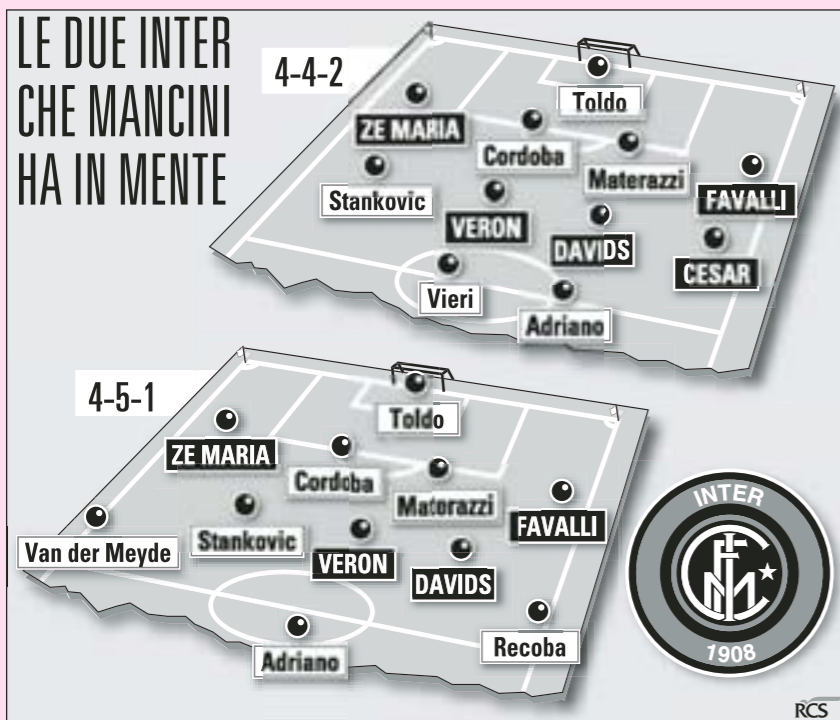 LE DUE INTER
CHE MANCINI
HA IN MENTE
4-4-2
Toldo
ZE MARIA
Cordoba
Materazzi
FAVALLI
Stankovic
VERON
DAVIDS
CESAR
Vieri
Adriano
4-5-1
Toldo
ZE MARIA
Cordoba
Materazzi
FAVALLI
Van der Meyde
Stankovic
VERON
DAVIDS
Adriano
Recoba
INTER
1908
RCS